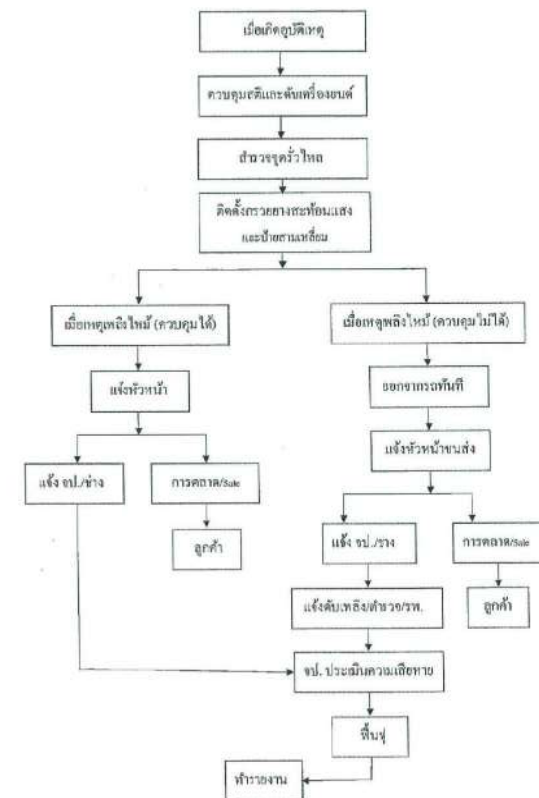 เมื่อเกิดอุบัติเหตุ
ควบคุมสติและดับเครื่องยนต์
สำรวจจุดรั่วไหล
ติดตั้งกรวยยางสะท้อนแสง
และป้ายสามเหลี่ยม
เมื่อเหตุเพลิงไหม้ (ควบคุมได้)
เมื่อเหตุเพลิงไหม้ (ควบคุมไม่ได้)
แจ้งหัวหน้า
ออกจากรถทันที
แจ้งหัวหน้าขนส่ง
แจ้ง จป./ช่าง
การตลาด/Sale
ลูกค้า
แจ้ง จป./ช่าง
การตลาด/Sale
แจ้งดับเพลิง/ตำรวจ/รพ.
ลูกค้า
จป. ประเมินความเสียหาย
ฟื้นฟู
ทำรายงาน